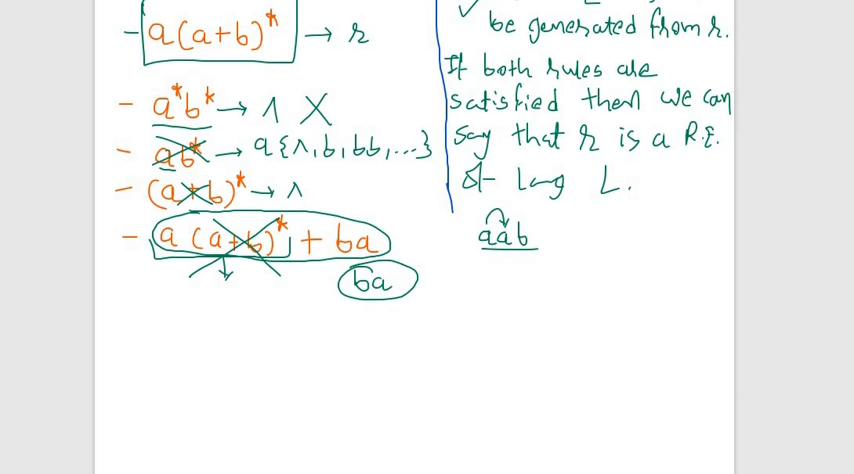 - a(a+b)* → r
- a*b* → Λ X
- ab* → a{Λ, b, bb, ...}
- (a+b)* → Λ
- a(a+b)* + ba
ba
✓
be generated from r.
If both rules are
satisfied then we can
say that r is a R.E.
of lang L.
aab